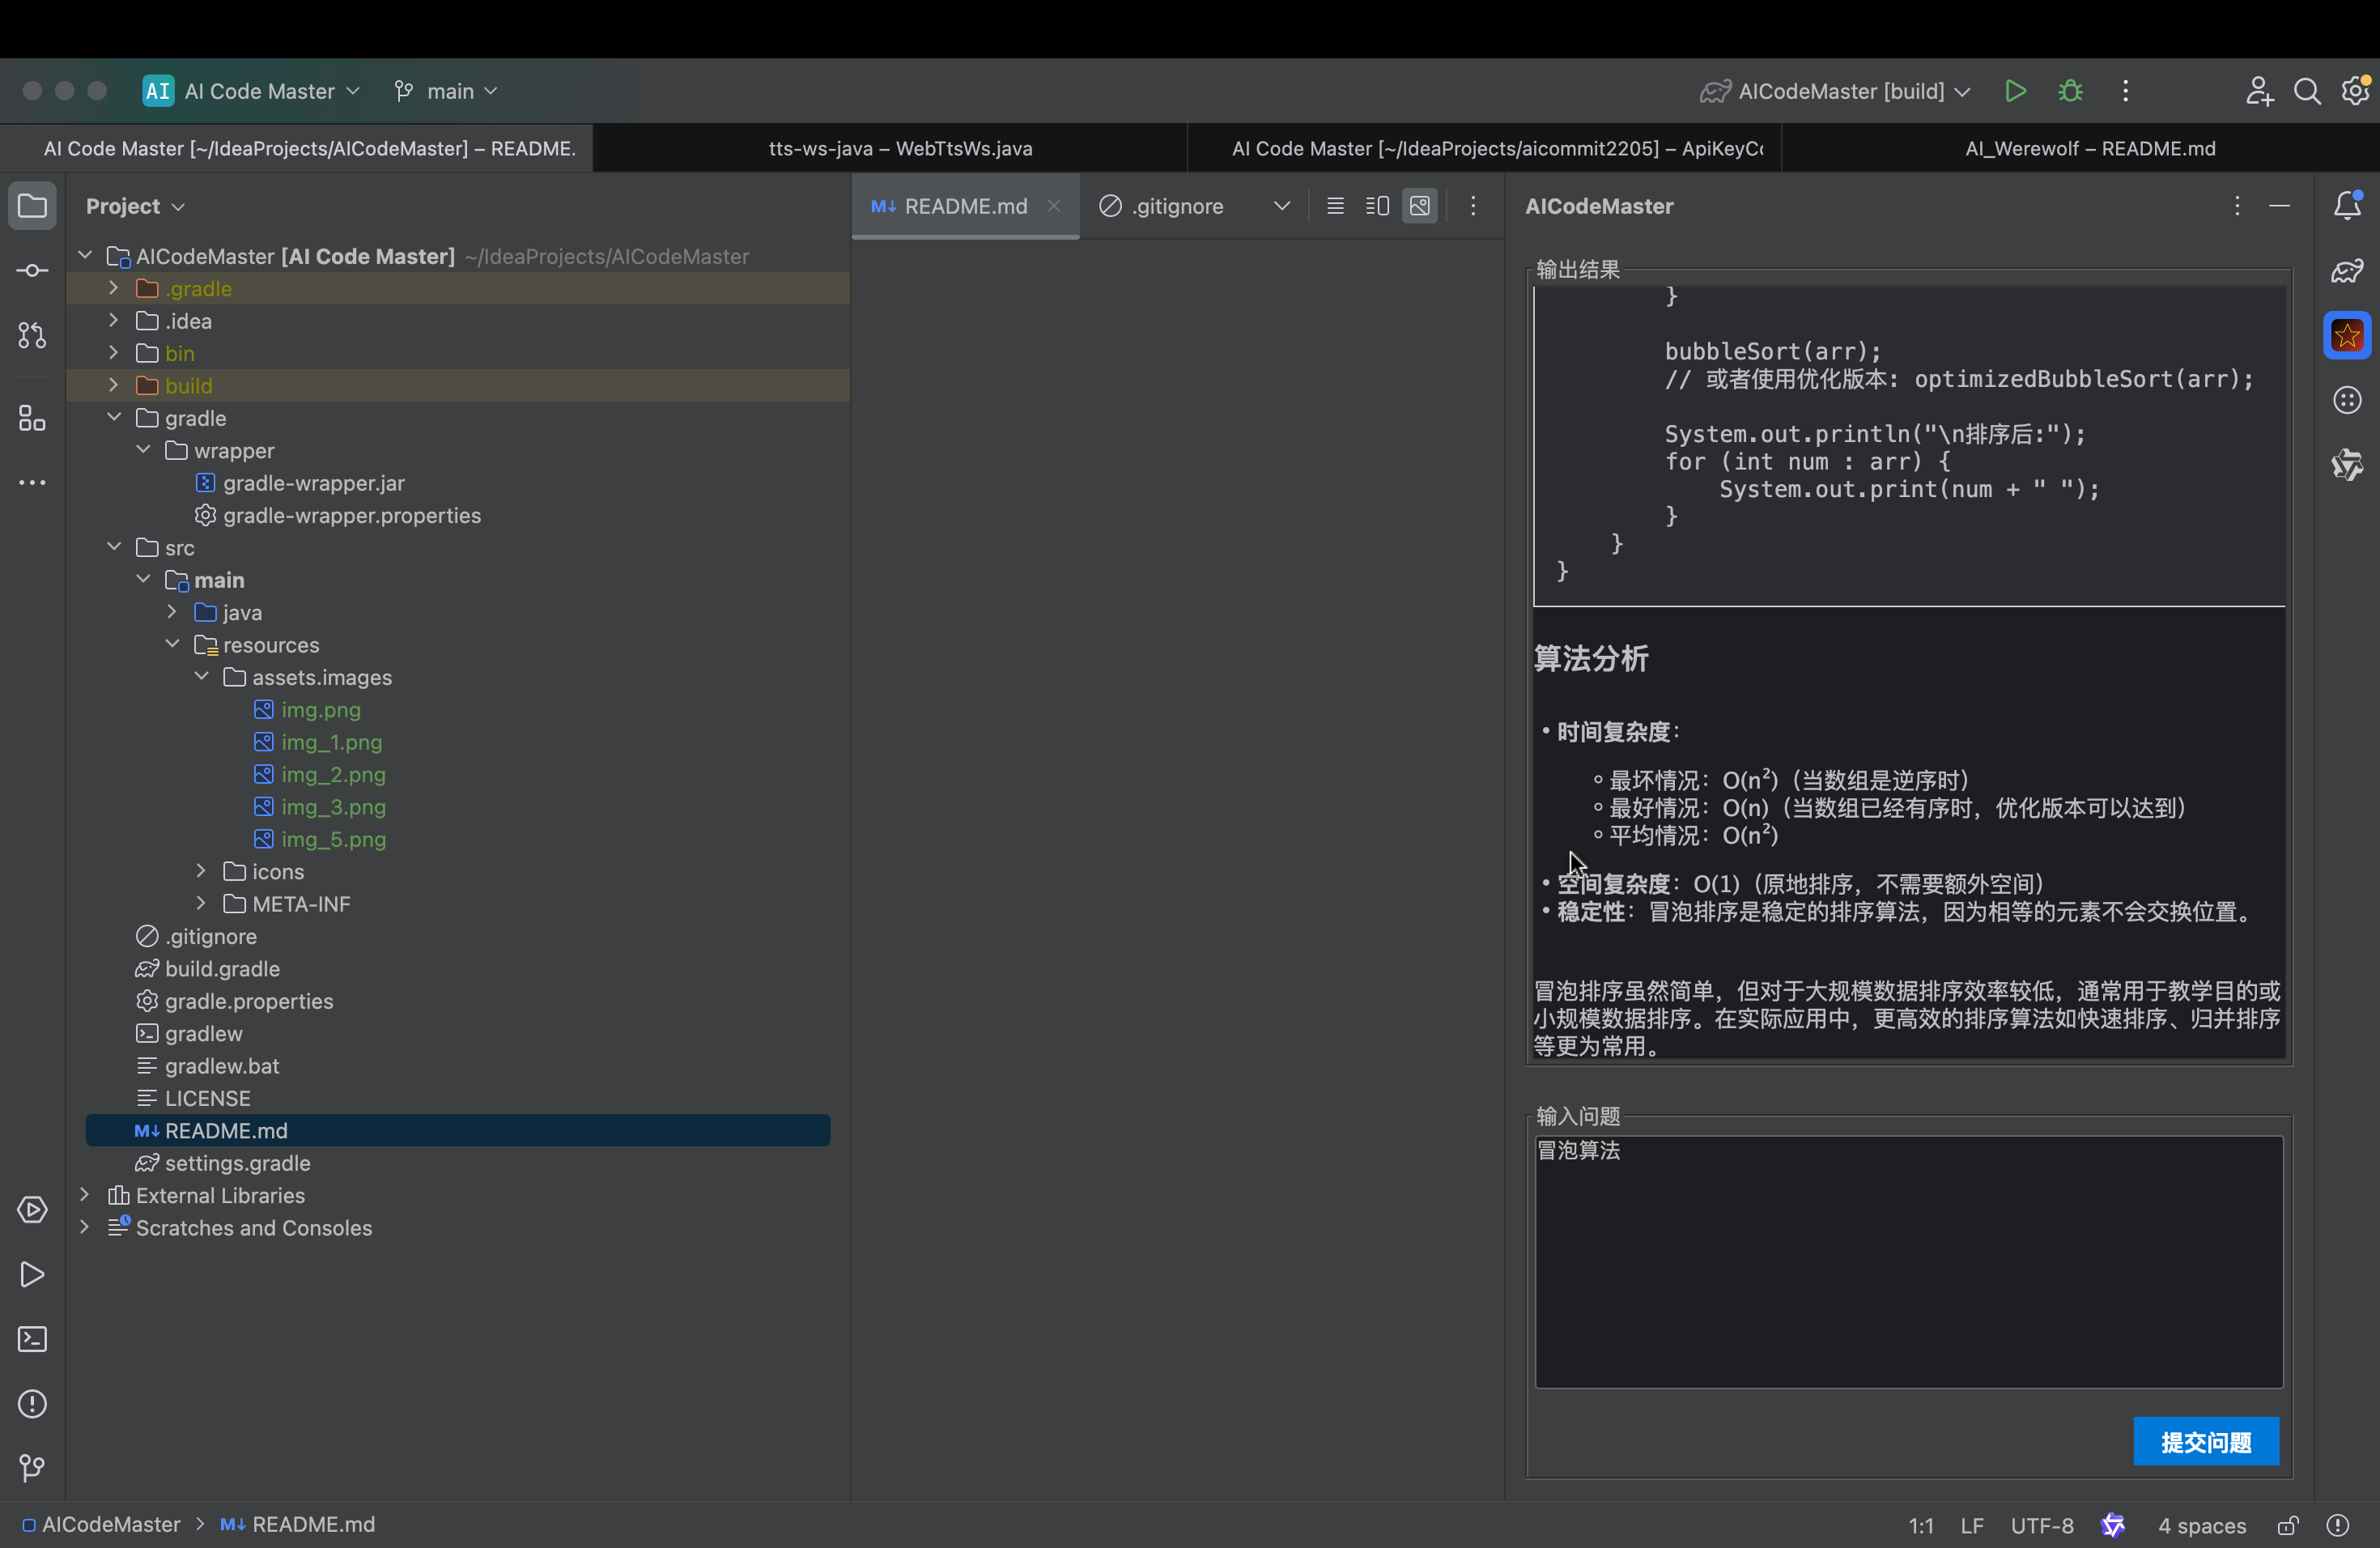 AI AI Code Master main AICodeMaster [build]
AI Code Master [~/IdeaProjects/AICodeMaster] – README.
tts-ws-java – WebTtsWs.java
AI Code Master [~/IdeaProjects/aicommit2205] – ApiKeyCo
AI_Werewolf – README.md
Project
AICodeMaster [AI Code Master] ~/IdeaProjects/AICodeMaster
.gradle
.idea
bin
build
gradle
wrapper
gradle-wrapper.jar
gradle-wrapper.properties
src
main
java
resources
assets.images
img.png
img_1.png
img_2.png
img_3.png
img_5.png
icons
META-INF
.gitignore
build.gradle
gradle.properties
gradlew
gradlew.bat
LICENSE
M↓ README.md
settings.gradle
External Libraries
Scratches and Consoles
M↓ README.md
.gitignore
AICodeMaster
输出结果
}
bubbleSort(arr);
// 或者使用优化版本: optimizedBubbleSort(arr);
System.out.println("\n排序后:");
for (int num : arr) {
System.out.print(num + " ");
}
}
}
算法分析
• 时间复杂度：
◦ 最坏情况：O(n²)（当数组是逆序时）
◦ 最好情况：O(n)（当数组已经有序时，优化版本可以达到）
◦ 平均情况：O(n²)
• 空间复杂度：O(1)（原地排序，不需要额外空间）
• 稳定性：冒泡排序是稳定的排序算法，因为相等的元素不会交换位置。
冒泡排序虽然简单，但对于大规模数据排序效率较低，通常用于教学目的或
小规模数据排序。在实际应用中，更高效的排序算法如快速排序、归并排序
等更为常用。
输入问题
冒泡算法
提交问题
AICodeMaster > M↓ README.md
1:1 LF UTF-8 4 spaces